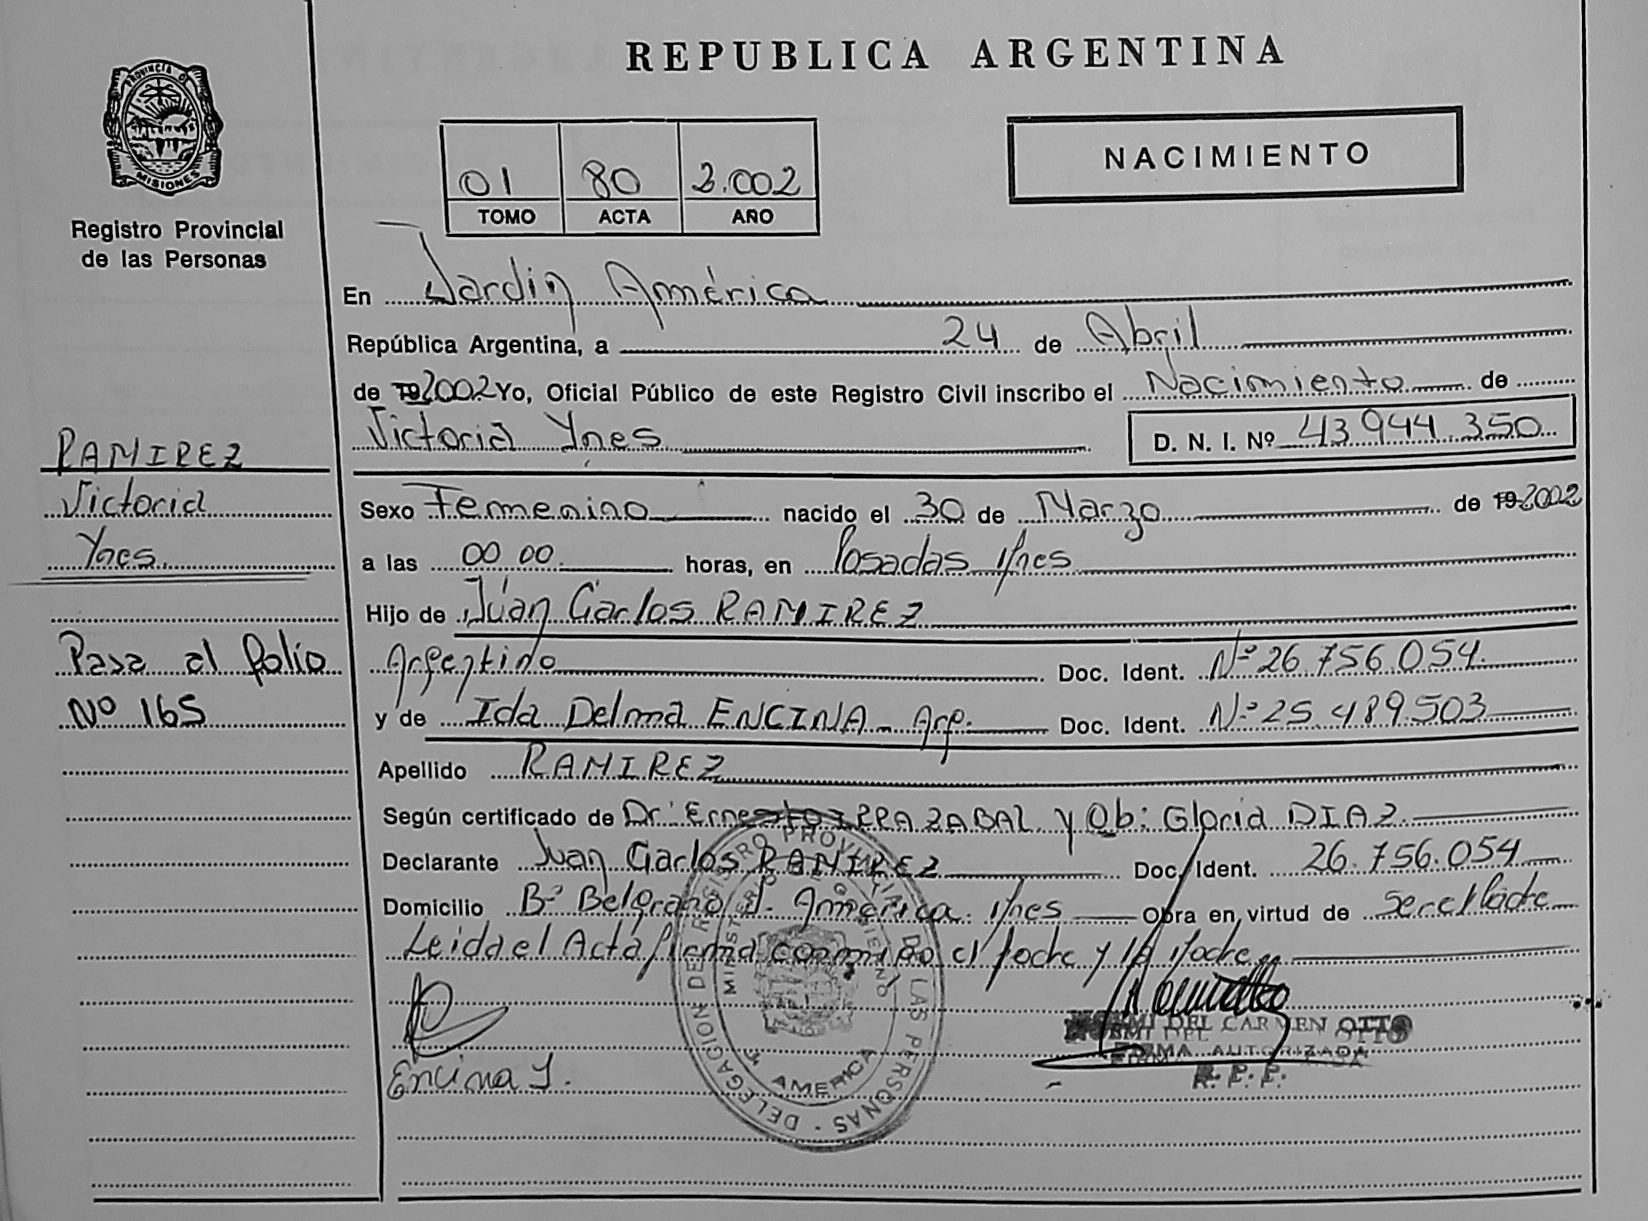 REPUBLICA ARGENTINA
PROVINCIA DE
MISIONES
Registro Provincial
de las Personas
01 80 2.002
TOMO ACTA AÑO
NACIMIENTO
En Jardin América
República Argentina, a 24 de Abril
de 19 2002 Yo, Oficial Público de este Registro Civil inscribo el Nacimiento de
Victoria Ynes D. N. I. Nº 43 944.350
RAMIREZ
Victoria
Ynes
Pasa al folio
Nº 165
Sexo Femenino nacido el 30 de Marzo de 19 2002
a las 00 00 horas, en Posadas Mnes
Hijo de Juan Carlos RAMIREZ
Argentino Doc. Ident. Nº 26.756.054
y de Ida Delma ENCINA - Arg. Doc. Ident. Nº 25.489.503
Apellido RAMIREZ
Según certificado de Dr. Ernesto IRRAZABAL y Ob: Gloria DIAZ
Declarante Juan Carlos RAMIREZ Doc. Ident. 26.756.054
Domicilio Bº Belgrano J. América. Mnes Obra en virtud de
Leida el Acta firma conmigo el Padre y la Madre
Encina I.
DELEGACION DEL REGISTRO PROVINCIAL DE LAS PERSONAS
MINISTERIO DE GOBIERNO
J. AMERICA
DEL CARMEN OTTO
FIRMA AUTORIZADA
R. P. P.